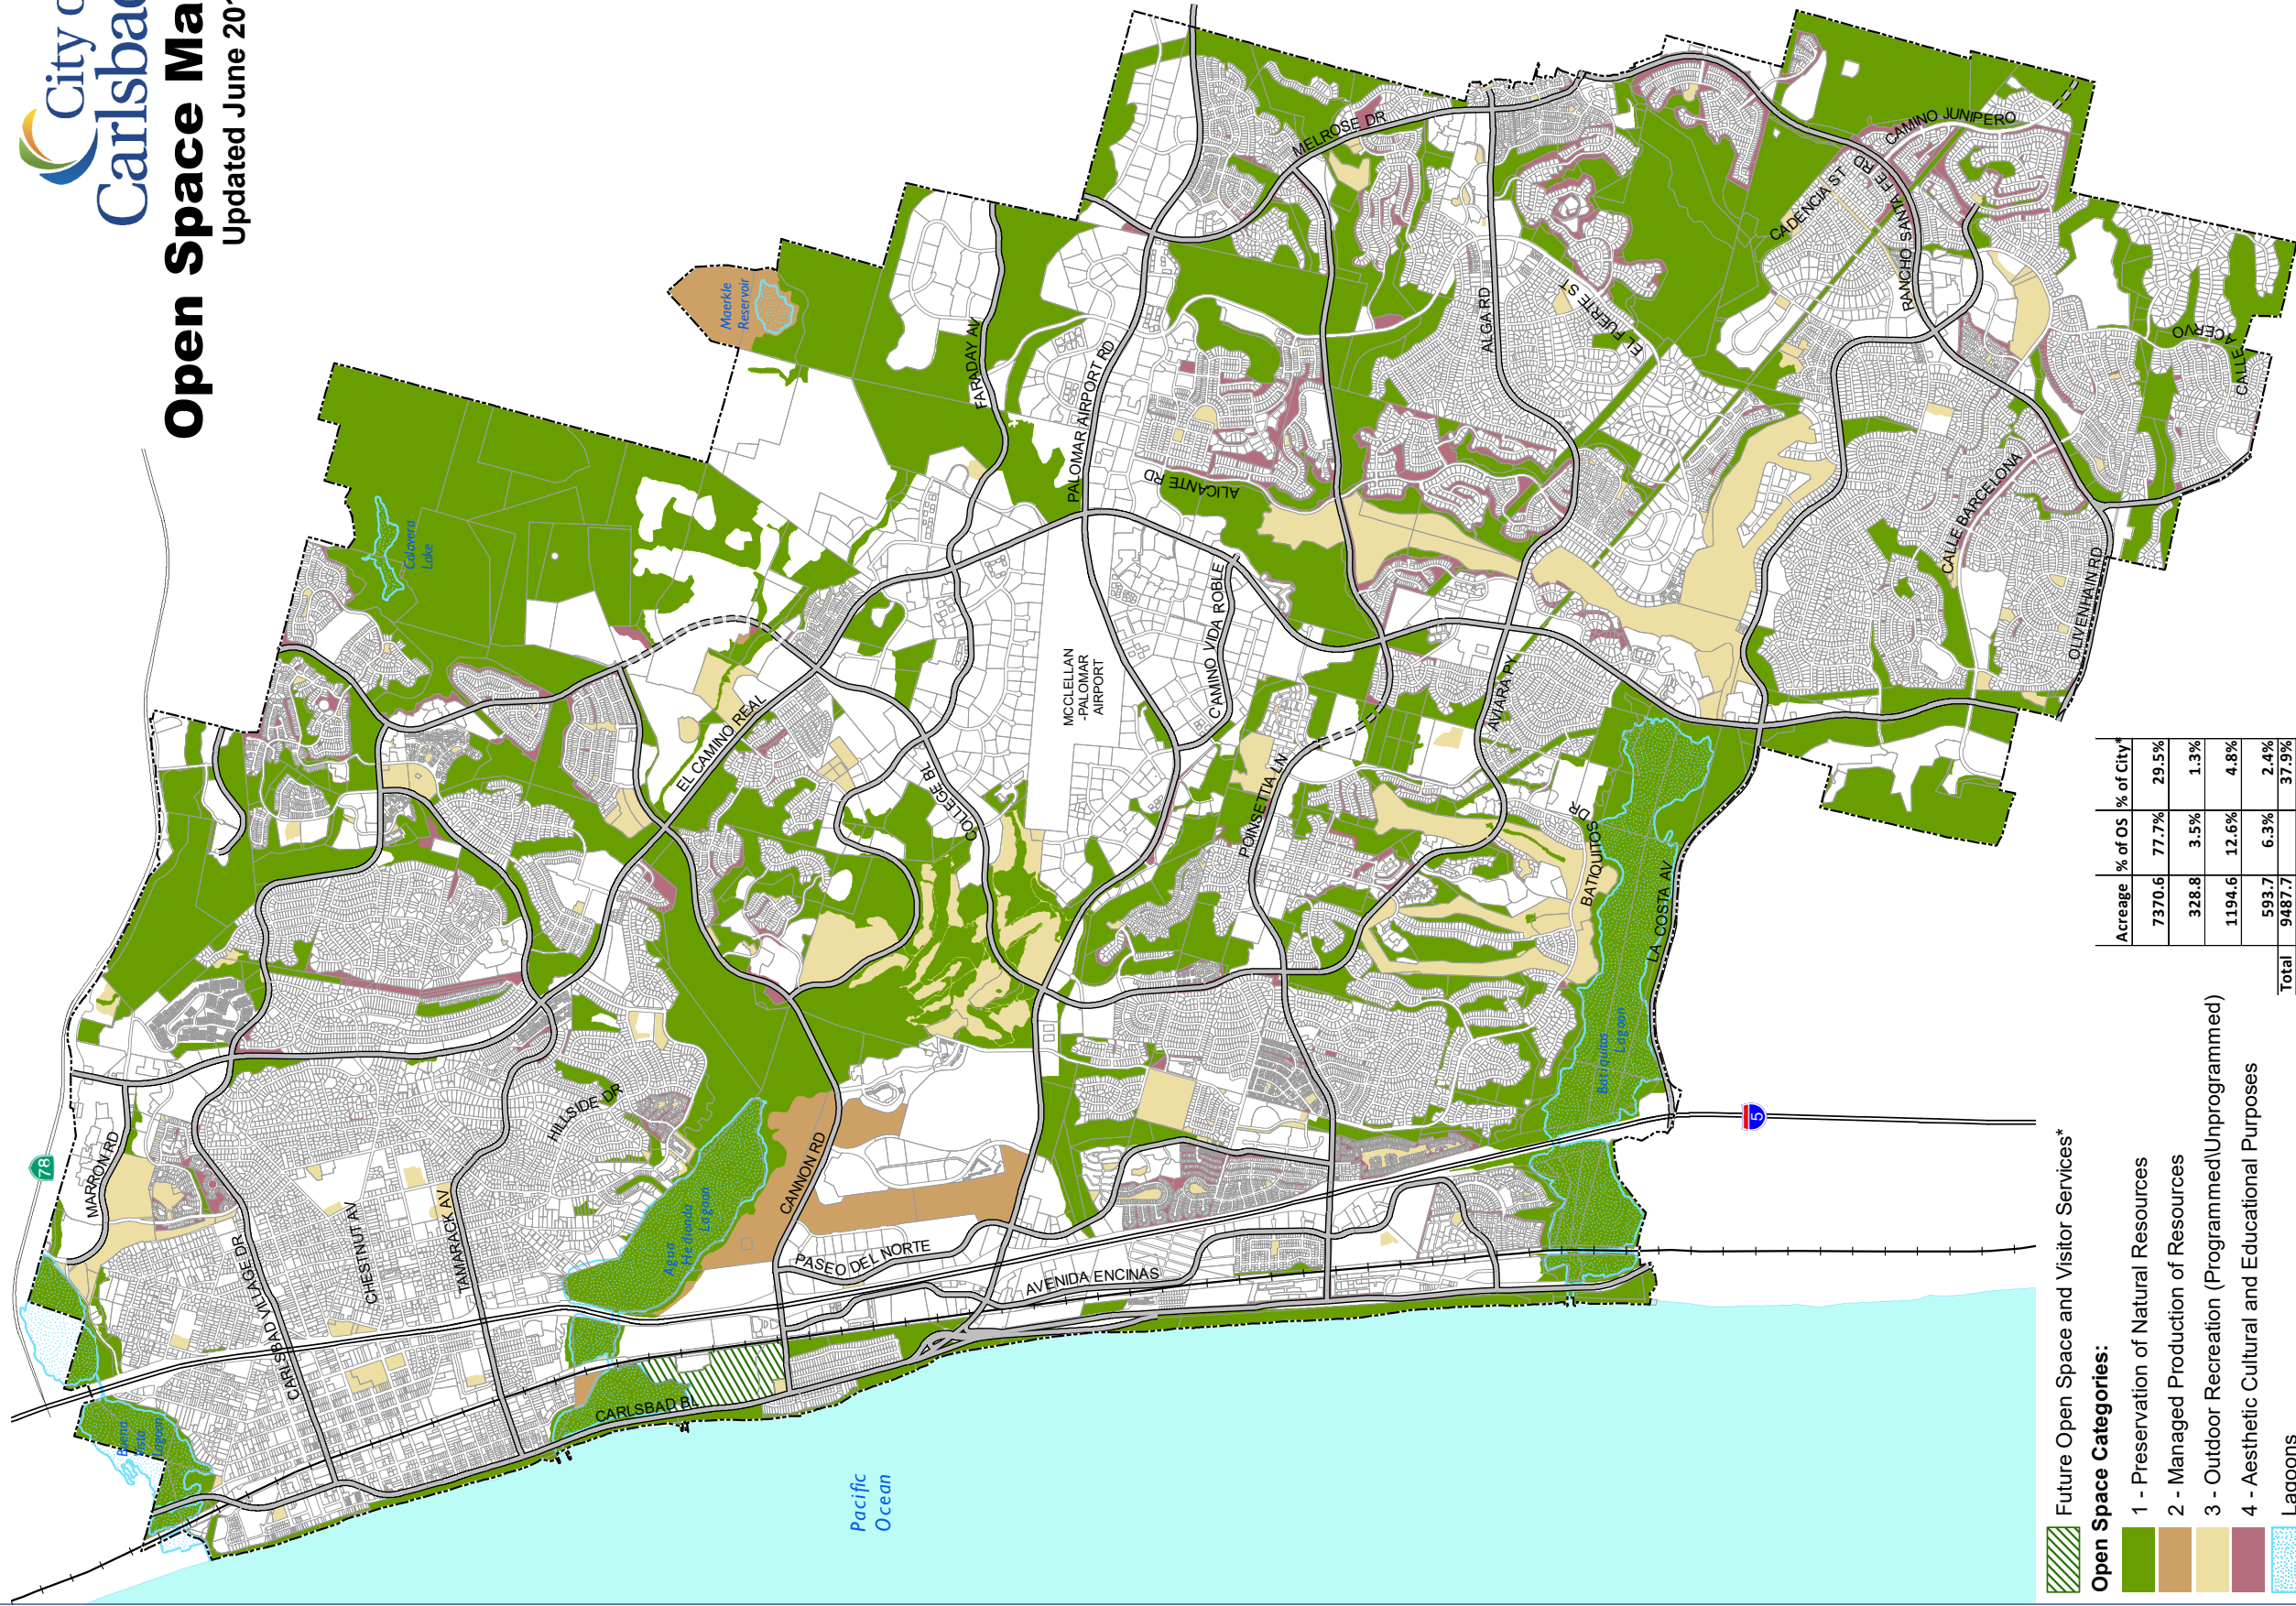 City of
Carlsbad
Open Space Ma
Updated June 201
78
MARRON RD
CARLSBAD VILLAGE DR
CHESTNUT AV
TAMARACK AV
HILLSIDE DR
EL CAMINO REAL
CANNON RD
PASEO DEL NORTE
AVENIDA ENCINAS
CARLSBAD BL
COLLEGE BL
FARADAY AV
PALOMAR AIRPORT RD
MELROSE DR
ALICANTE RD
CAMINO VIDA ROBLE
MCCLELLAN
-PALOMAR
AIRPORT
POINSETTIA LN
AVIARA PY
BATIQUITOS DR
LA COSTA AV
ALGA RD
EL FUERTE ST
CADENCIA ST
RANCHO SANTA FE RD
CAMINO JUNIPERO
CALLE ACERVO
CALLE BARCELONA
OLIVENHAIN RD
5
Buena
Vista
Lagoon
Agua
Hedionda
Lagoon
Batiquitos
Lagoon
Calavera
Lake
Maerkle
Reservoir
Pacific
Ocean
Future Open Space and Visitor Services*
Open Space Categories:
1 - Preservation of Natural Resources
2 - Managed Production of Resources
3 - Outdoor Recreation (Programmed\Unprogrammed)
4 - Aesthetic Cultural and Educational Purposes
Lagoons
Acreage % of OS % of City*
7370.6 77.7% 29.5%
328.8 3.5% 1.3%
1194.6 12.6% 4.8%
593.7 6.3% 2.4%
Total 9487.7 37.9%